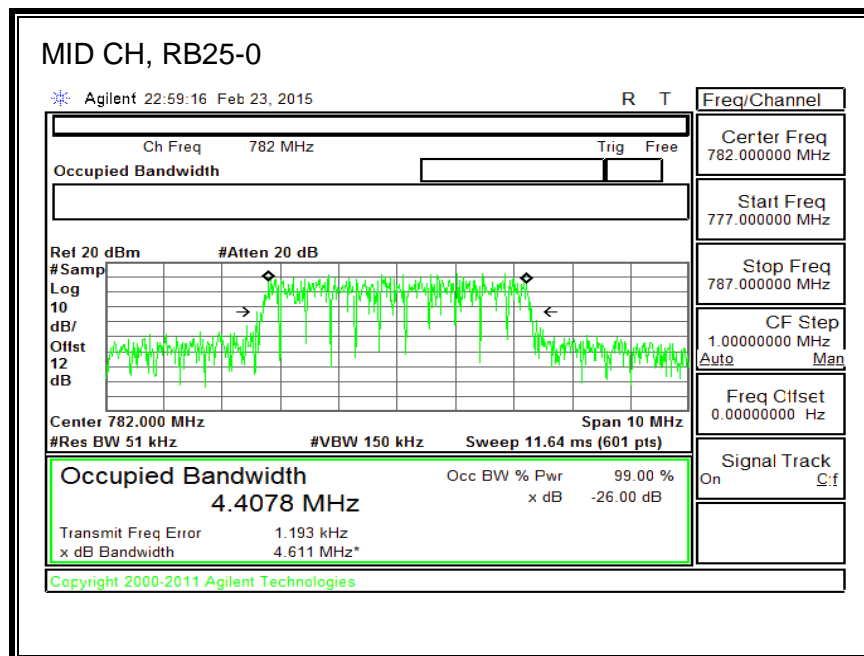 MID CH, RB25-0
Agilent 22:59:16 Feb 23, 2015 R T
Freq/Channel
Ch Freq 782 MHz Trig Free
Occupied Bandwidth
Center Freq
782.000000 MHz
Start Freq
777.000000 MHz
Stop Freq
787.000000 MHz
CF Step
1.00000000 MHz
Auto Man
Freq Offset
0.00000000 Hz
Signal Track
On Off
Ref 20 dBm #Atten 20 dB
#Samp
Log
10
dB/
Offst
12
dB
Center 782.000 MHz Span 10 MHz
#Res BW 51 kHz #VBW 150 kHz Sweep 11.64 ms (601 pts)
Occupied Bandwidth Occ BW % Pwr 99.00 %
4.4078 MHz x dB -26.00 dB
Transmit Freq Error 1.193 kHz
x dB Bandwidth 4.611 MHz*
Copyright 2000-2011 Agilent Technologies